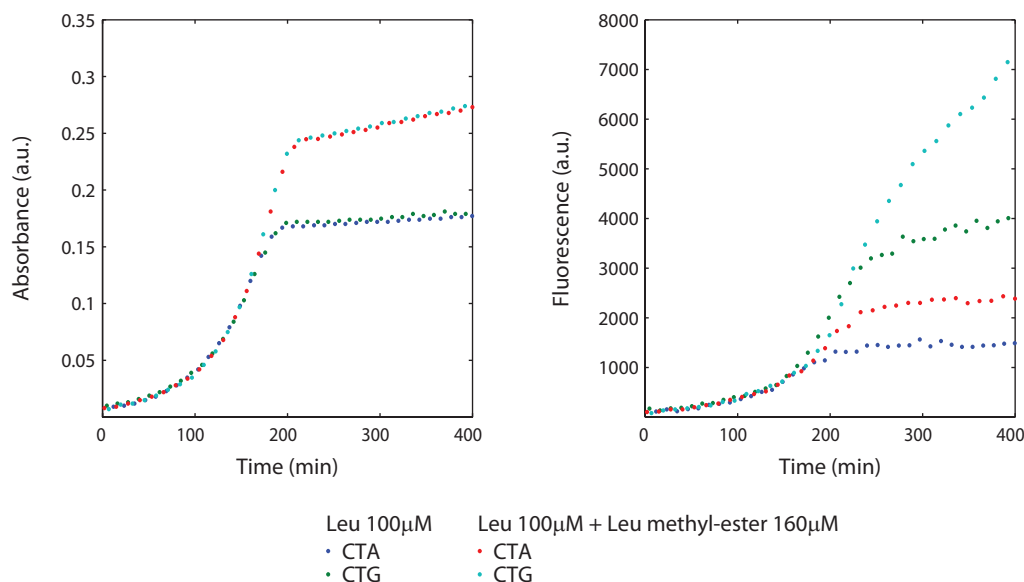 Absorbance (a.u.)
0.35
0.3
0.25
0.2
0.15
0.1
0.05
0 100 200 300 400
Time (min)
Fluorescence (a.u.)
8000
7000
6000
5000
4000
3000
2000
1000
0 100 200 300 400
Time (min)
Leu 100μM
CTA
CTG
Leu 100μM + Leu methyl-ester 160μM
CTA
CTG